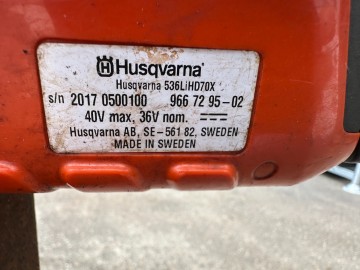 Husqvarna
Husqvarna 536LiHD70X
s/n 2017 0500100 966 72 95-02
40V max. 36V nom.
Husqvarna AB, SE-561 82, SWEDEN
MADE IN SWEDEN